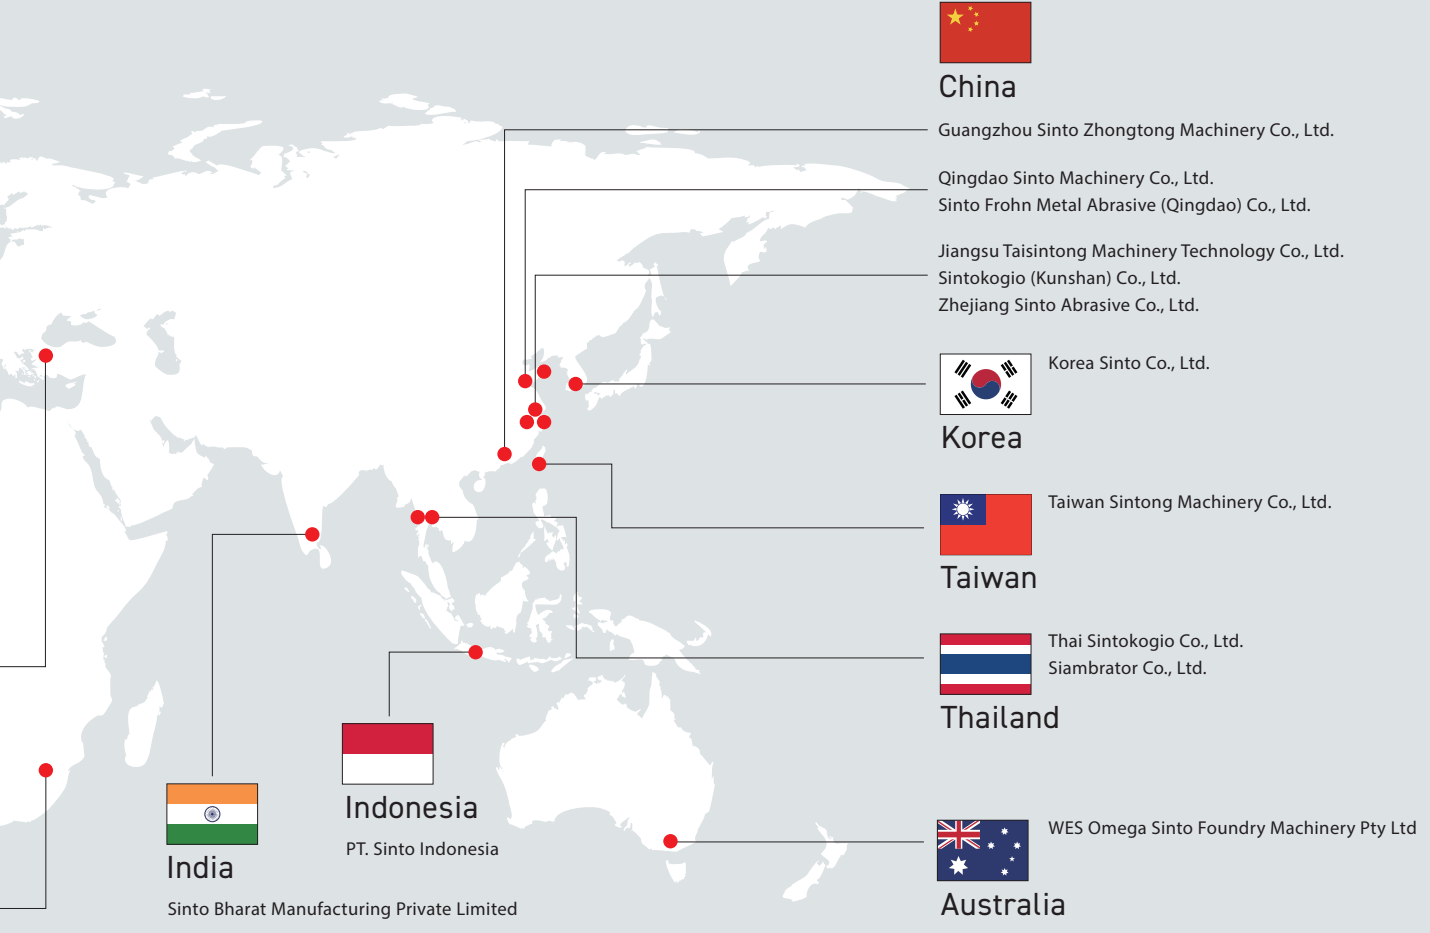 China
Guangzhou Sinto Zhongtong Machinery Co., Ltd.
Qingdao Sinto Machinery Co., Ltd.
Sinto Frohn Metal Abrasive (Qingdao) Co., Ltd.
Jiangsu Taisintong Machinery Technology Co., Ltd.
Sintokogio (Kunshan) Co., Ltd.
Zhejiang Sinto Abrasive Co., Ltd.
Korea Sinto Co., Ltd.
Korea
Taiwan Sintong Machinery Co., Ltd.
Taiwan
Thai Sintokogio Co., Ltd.
Siambrator Co., Ltd.
Thailand
Indonesia
PT. Sinto Indonesia
India
Sinto Bharat Manufacturing Private Limited
WES Omega Sinto Foundry Machinery Pty Ltd
Australia